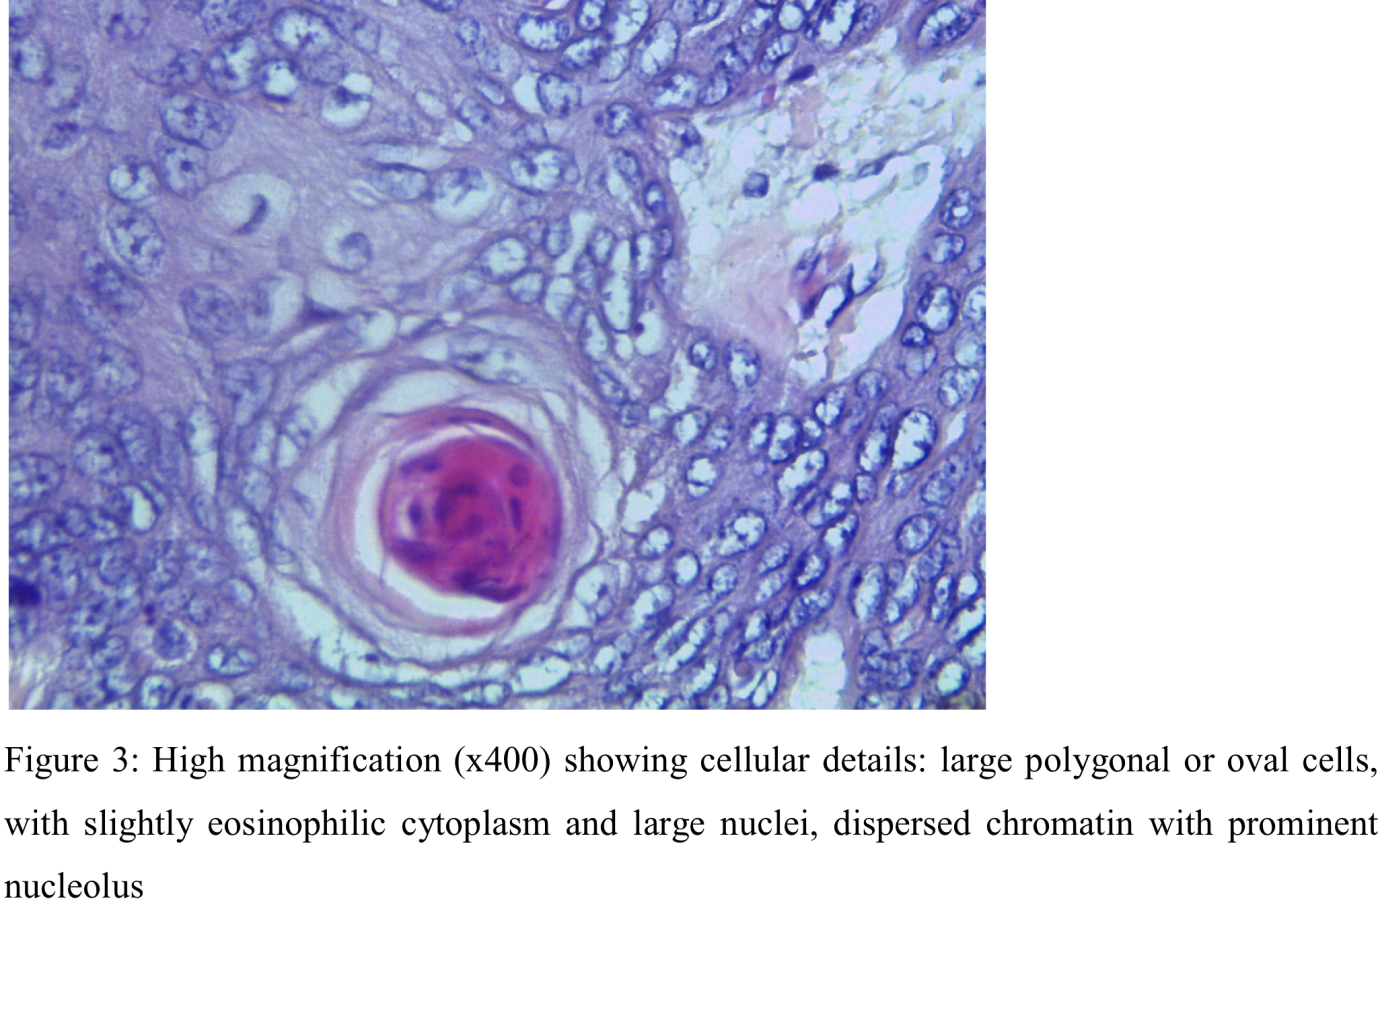 Figure 3: High magnification (x400) showing cellular details: large polygonal or oval cells,
with slightly eosinophilic cytoplasm and large nuclei, dispersed chromatin with prominent
nucleolus